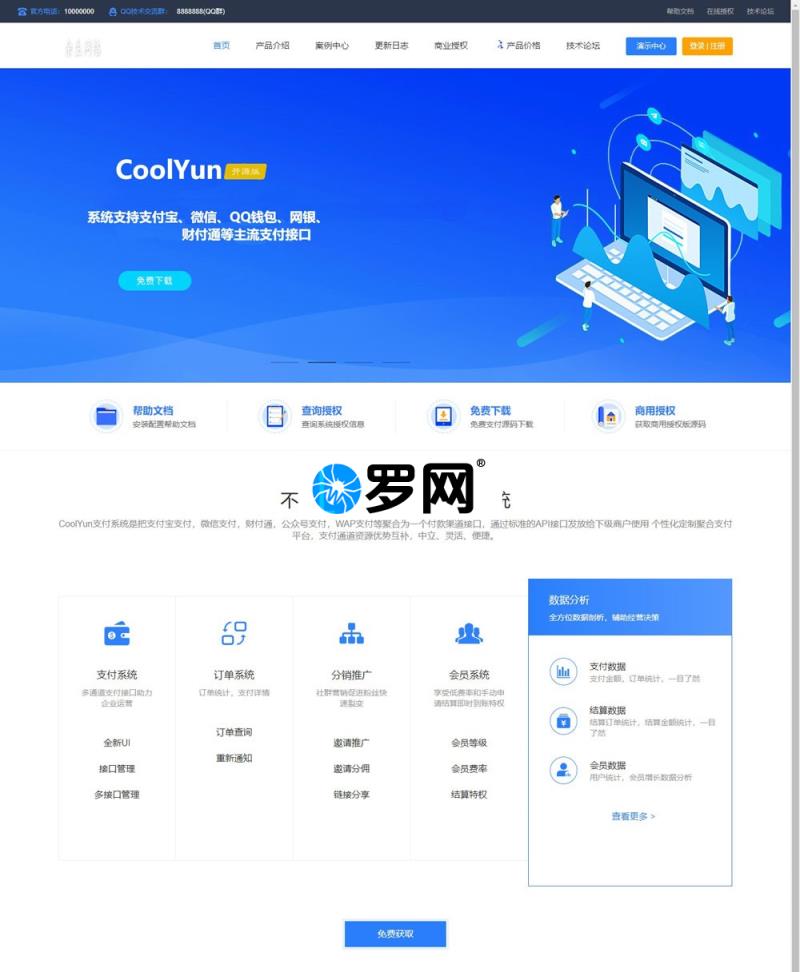 官方电话： 10000000 QQ技术交流群： 8888888(QQ群) 帮助文档 在线授权 技术论坛
首页 产品介绍 案例中心 更新日志 商业授权 产品价格 技术论坛 演示中心 登录 | 注册
CoolYun 开源版
系统支持支付宝、微信、QQ钱包、网银、
财付通等主流支付接口
免费下载
帮助文档 查询授权 免费下载 商用授权
安装配置帮助文档 查询系统授权信息 免费支付源码下载 获取商用授权版源码
不 罗网® 统
CoolYun支付系统是把支付宝支付，微信支付，财付通，公众号支付，WAP支付等聚合为一个付款渠道接口，通过标准的API接口发放给下级商户使用 个性化定制聚合支付
平台，支付通道资源优势互补，中立、灵活、便捷。
支付系统
多通道支付接口助力
企业运营
全新UI
接口管理
多接口管理
订单系统
订单统计，支付详情
订单查询
重新通知
分销推广
社群营销促进粉丝快
速裂变
邀请推广
邀请分佣
链接分享
会员系统
享受低费率和手动申
请结算即时到账特权
会员等级
会员费率
结算特权
数据分析
全方位数据剖析，辅助经营决策
支付数据
支付金额，订单统计，一目了然
结算数据
结算订单统计，结算金额统计，一目
了然
会员数据
用户统计，会员增长数据分析
查看更多 >
免费获取